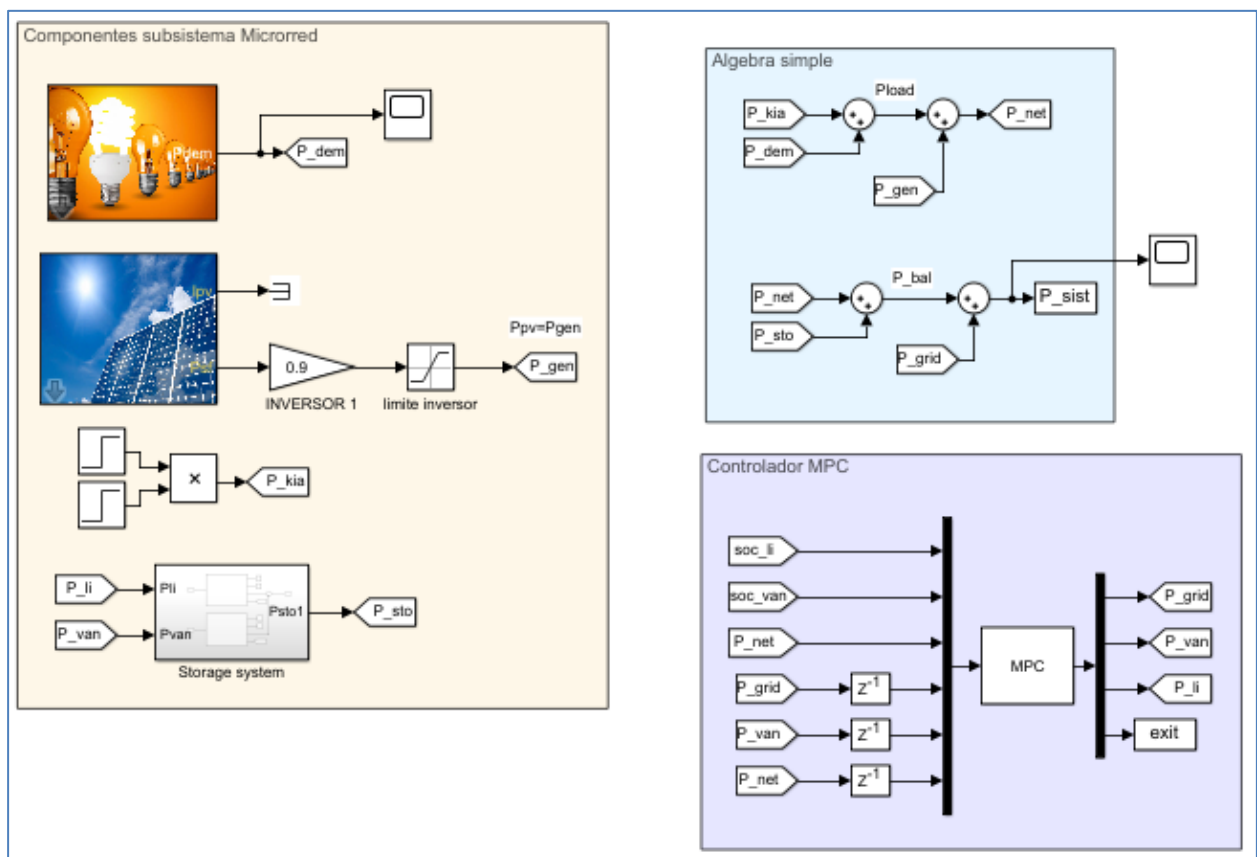 Componentes subsistema Microrred
Pdem
P_dem
Ipv
Ppv=Pgen
0.9
P_gen
INVERSOR 1
limite inversor
×
P_kia
P_li
Pli
P_van
Pvan
Psto1
P_sto
Storage system
Algebra simple
Pload
P_kia
P_net
P_dem
P_gen
P_bal
P_net
P_sist
P_sto
P_grid
Controlador MPC
soc_li
soc_van
P_net
P_grid
Z⁻¹
P_van
Z⁻¹
P_net
Z⁻¹
MPC
P_grid
P_van
P_li
exit